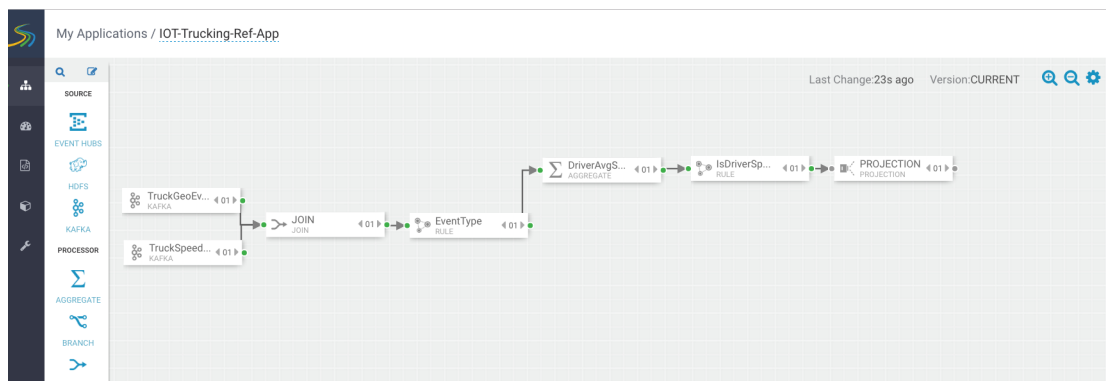 My Applications / IOT-Trucking-Ref-App
Last Change:23s ago Version:CURRENT
SOURCE
EVENT HUBS
HDFS
KAFKA
PROCESSOR
AGGREGATE
BRANCH
TruckGeoEv... 01
KAFKA
TruckSpeed... 01
KAFKA
JOIN 01
JOIN
EventType 01
RULE
DriverAvgS... 01
AGGREGATE
IsDriverSp... 01
RULE
PROJECTION 01
PROJECTION